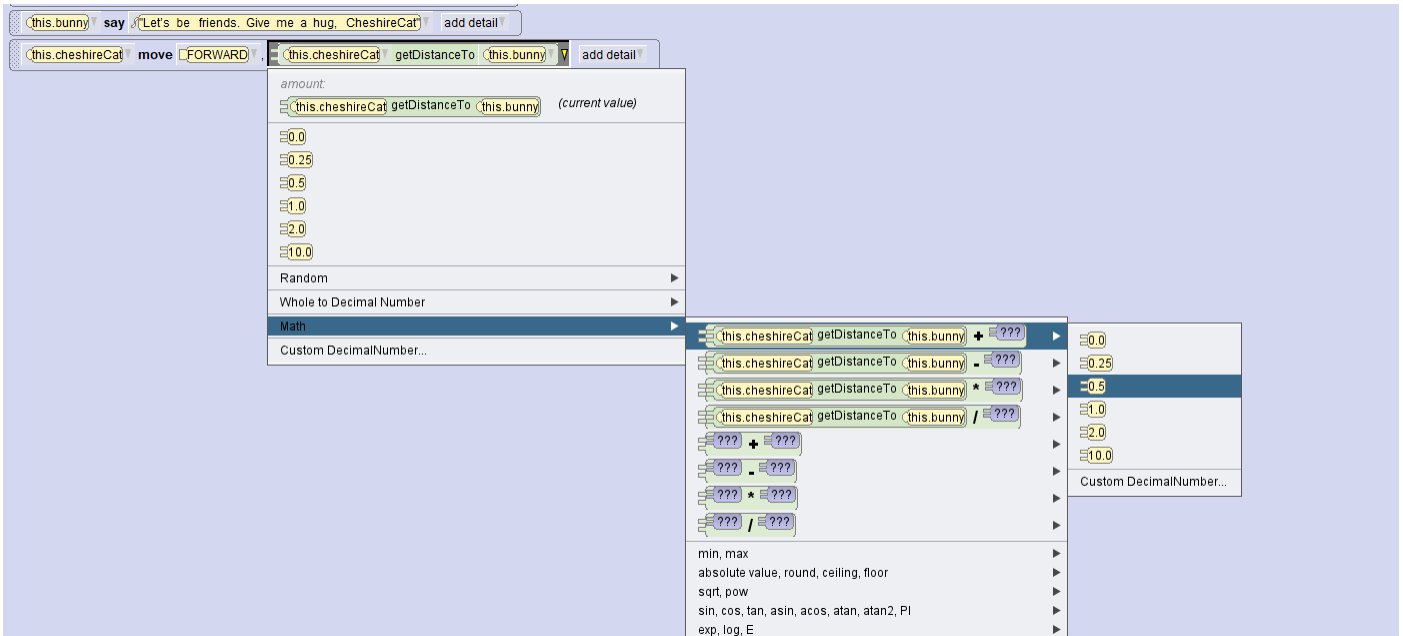 this.bunny say "Let's be friends. Give me a hug, CheshireCat" add detail
this.cheshireCat move FORWARD , this.cheshireCat getDistanceTo this.bunny add detail
amount:
this.cheshireCat getDistanceTo this.bunny (current value)
0.0
0.25
0.5
1.0
2.0
10.0
Random
Whole to Decimal Number
Math
Custom DecimalNumber...
this.cheshireCat getDistanceTo this.bunny + ???
this.cheshireCat getDistanceTo this.bunny - ???
this.cheshireCat getDistanceTo this.bunny * ???
this.cheshireCat getDistanceTo this.bunny / ???
??? + ???
??? - ???
??? * ???
??? / ???
min, max
absolute value, round, ceiling, floor
sqrt, pow
sin, cos, tan, asin, acos, atan, atan2, PI
exp, log, E
0.0
0.25
0.5
1.0
2.0
10.0
Custom DecimalNumber...